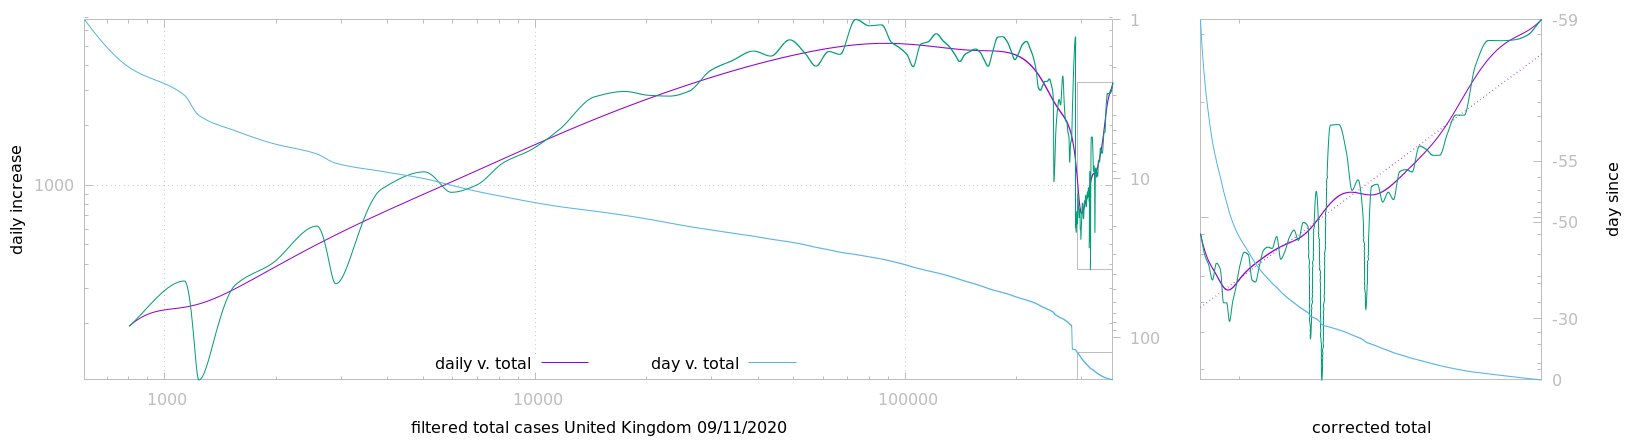 daily increase
1000
daily v. total
day v. total
1000
10000
100000
filtered total cases United Kingdom 09/11/2020
1
10
100
-59
-55
-50
-30
0
day since
corrected total